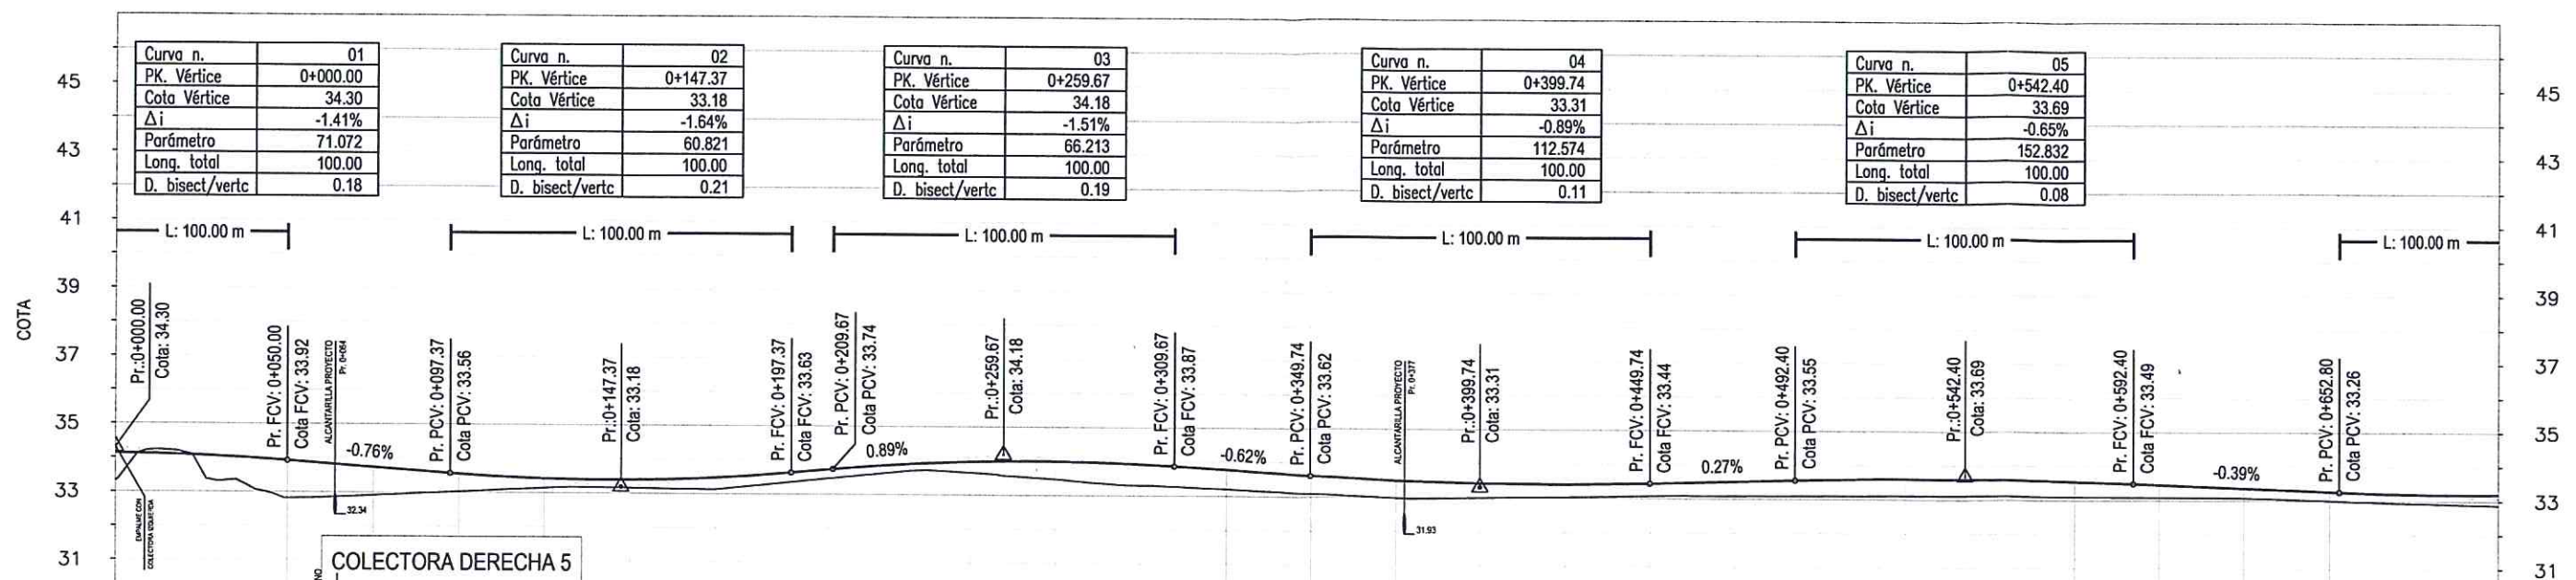 Curva n. 01
PK. Vértice 0+000.00
Cota Vértice 34.30
Δi -1.41%
Parámetro 71.072
Long. total 100.00
D. bisect/vertc 0.18
Curva n. 02
PK. Vértice 0+147.37
Cota Vértice 33.18
Δi -1.64%
Parámetro 60.821
Long. total 100.00
D. bisect/vertc 0.21
Curva n. 03
PK. Vértice 0+259.67
Cota Vértice 34.18
Δi -1.51%
Parámetro 66.213
Long. total 100.00
D. bisect/vertc 0.19
Curva n. 04
PK. Vértice 0+399.74
Cota Vértice 33.31
Δi -0.89%
Parámetro 112.574
Long. total 100.00
D. bisect/vertc 0.11
Curva n. 05
PK. Vértice 0+542.40
Cota Vértice 33.69
Δi -0.65%
Parámetro 152.832
Long. total 100.00
D. bisect/vertc 0.08
COTA
45
43
41
39
37
35
33
31
45
43
41
39
37
35
33
31
L: 100.00 m
L: 100.00 m
L: 100.00 m
L: 100.00 m
L: 100.00 m
L: 100.00 m
Pr.:0+000.00
Cota: 34.30
Pr. FCV: 0+050.00
Cota FCV: 33.92
ALCANTARILLA PROYECTO
Pr. 0+064
-0.76%
Pr. PCV: 0+097.37
Cota PCV: 33.56
Pr.:0+147.37
Cota: 33.18
Pr. FCV: 0+197.37
Cota FCV: 33.63
Pr. PCV: 0+209.67
Cota PCV: 33.74
0.89%
Pr.:0+259.67
Cota: 34.18
Pr. FCV: 0+309.67
Cota FCV: 33.87
-0.62%
Pr. PCV: 0+349.74
Cota PCV: 33.62
ALCANTARILLA PROYECTO
Pr. 0+377
Pr.:0+399.74
Cota: 33.31
Pr. FCV: 0+449.74
Cota FCV: 33.44
0.27%
Pr. PCV: 0+492.40
Cota PCV: 33.55
Pr.:0+542.40
Cota: 33.69
Pr. FCV: 0+592.40
Cota FCV: 33.49
-0.39%
Pr. PCV: 0+652.80
Cota PCV: 33.26
EMPALME CON
COLECTORA IZQUIERDA
32.34
31.93
COLECTORA DERECHA 5
NO